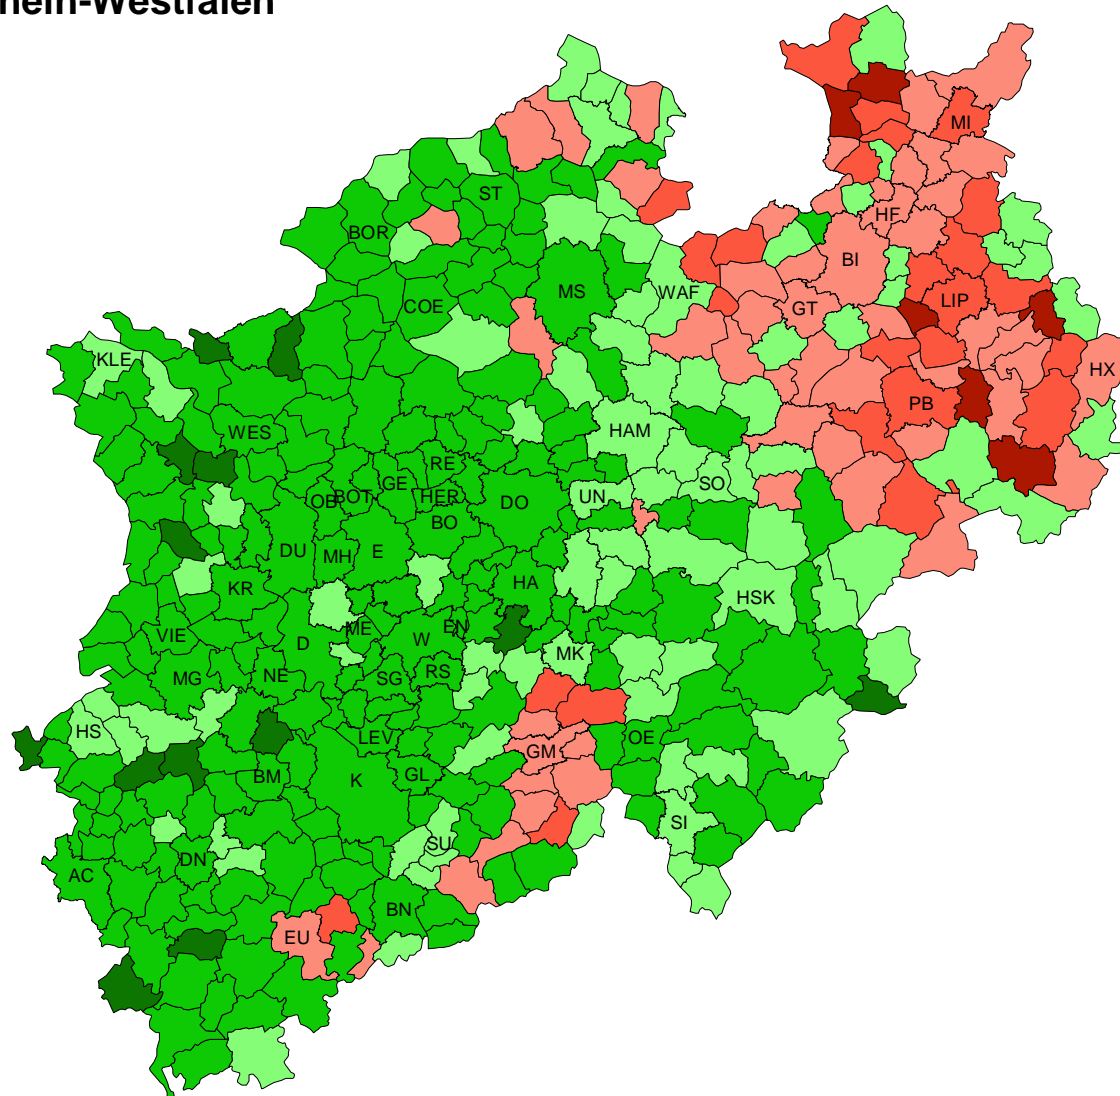 hein-Westfalen
MI
ST
HF
BOR
BI
MS
WAF
LIP
COE
GT
KLE
HX
PB
WES
HAM
RE
GE
SO
BOT
HER
UN
OB
DO
BO
DU
MH
E
HA
KR
HSK
ME
EN
VIE
W
D
MK
RS
NE
SG
MG
HS
LEV
OE
GM
BM
K
GL
SI
SU
DN
AC
BN
EU